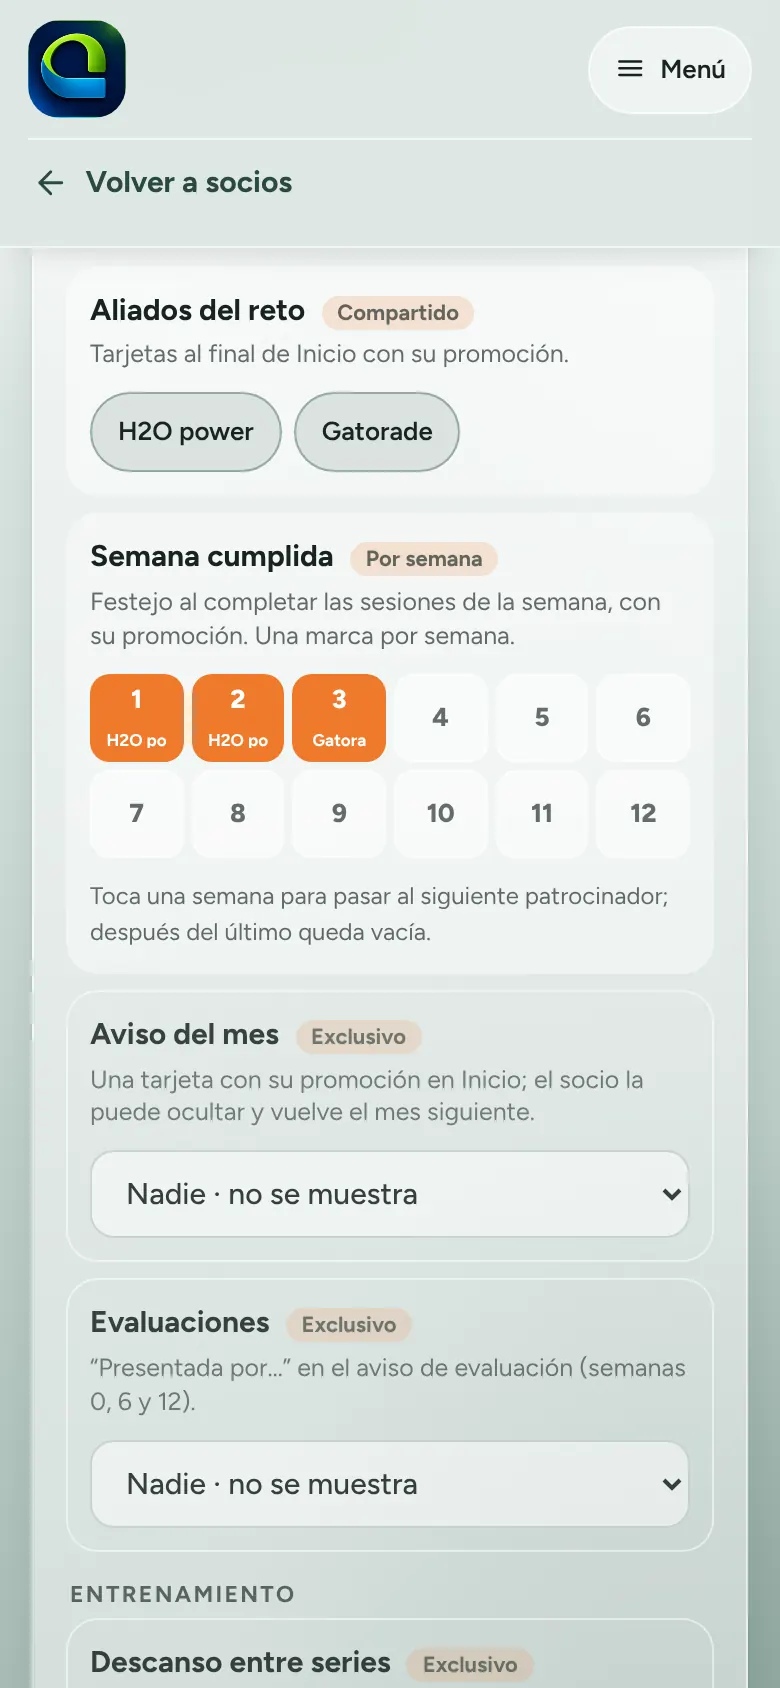 Menú
Volver a socios
Aliados del reto Compartido
Tarjetas al final de Inicio con su promoción.
H2O power Gatorade
Semana cumplida Por semana
Festejo al completar las sesiones de la semana, con
su promoción. Una marca por semana.
1 2 3 4 5 6
H2O po H2O po Gatora
7 8 9 10 11 12
Toca una semana para pasar al siguiente patrocinador;
después del último queda vacía.
Aviso del mes Exclusivo
Una tarjeta con su promoción en Inicio; el socio la
puede ocultar y vuelve el mes siguiente.
Nadie · no se muestra
Evaluaciones Exclusivo
“Presentada por...” en el aviso de evaluación (semanas
0, 6 y 12).
Nadie · no se muestra
ENTRENAMIENTO
Descanso entre series Exclusivo